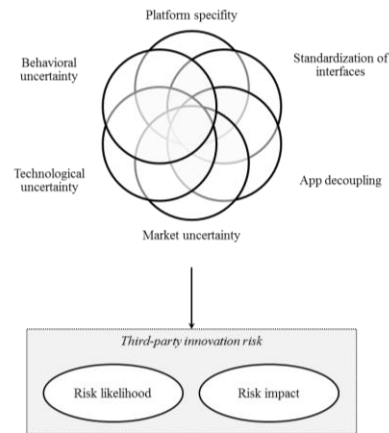 Platform specifity
Behavioral
uncertainty
Standardization of
interfaces
Technological
uncertainty
App decoupling
Market uncertainty
Third-party innovation risk
Risk likelihood
Risk impact